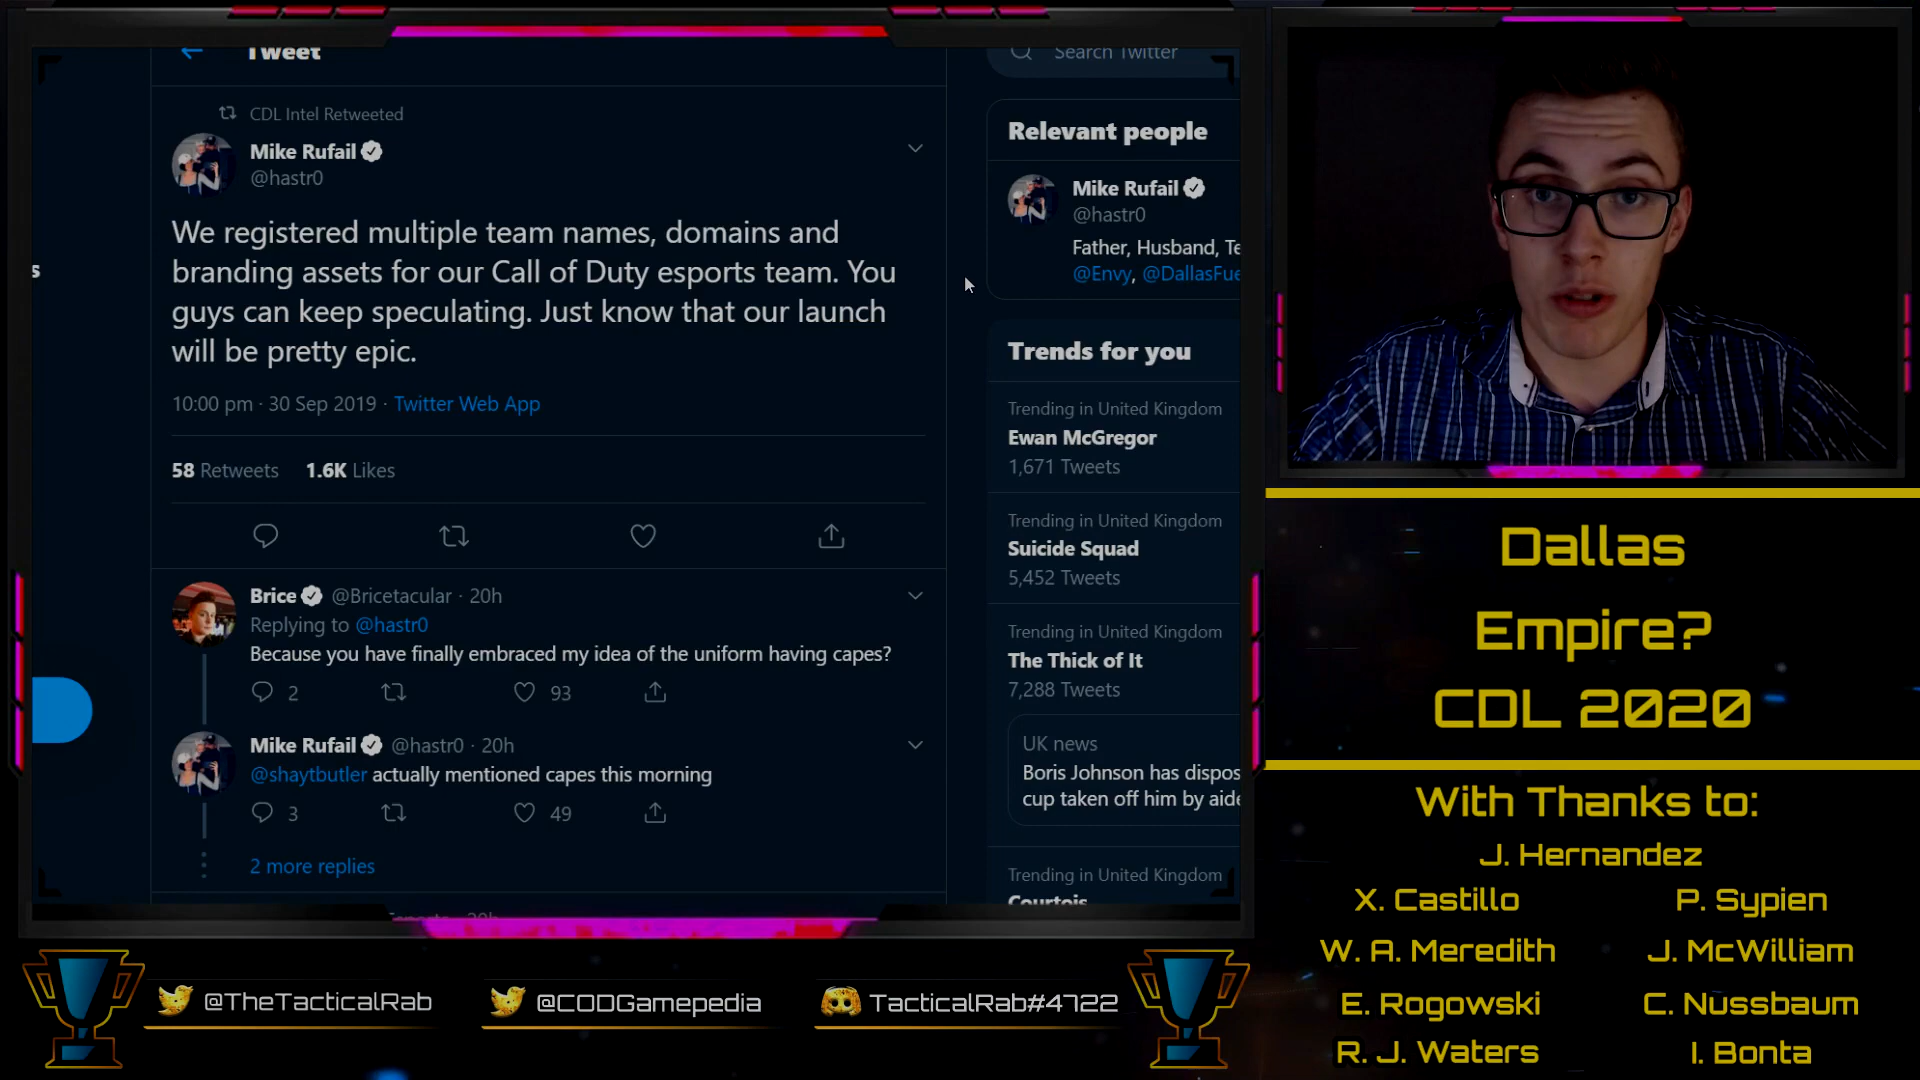 Tweet
Search Twitter
CDL Intel Retweeted
Mike Rufail
@hastr0
We registered multiple team names, domains and
branding assets for our Call of Duty esports team. You
guys can keep speculating. Just know that our launch
will be pretty epic.
10:00 pm · 30 Sep 2019 · Twitter Web App
58 Retweets 1.6K Likes
Brice @Bricetacular · 20h
Replying to @hastr0
Because you have finally embraced my idea of the uniform having capes?
2 93
Mike Rufail @hastr0 · 20h
@shaytbutler actually mentioned capes this morning
3 49
2 more replies
s
Relevant people
Mike Rufail
@hastr0
Father, Husband, Te
@Envy, @DallasFue
Trends for you
Trending in United Kingdom
Ewan McGregor
1,671 Tweets
Trending in United Kingdom
Suicide Squad
5,452 Tweets
Trending in United Kingdom
The Thick of It
7,288 Tweets
UK news
Boris Johnson has dispos
cup taken off him by aide
Trending in United Kingdom
Courtois
Dallas
Empire?
CDL 2020
With Thanks to:
J. Hernandez
X. Castillo P. Sypien
W. A. Meredith J. McWilliam
E. Rogowski C. Nussbaum
R. J. Waters I. Bonta
@TheTacticalRab @CODGamepedia TacticalRab#4722